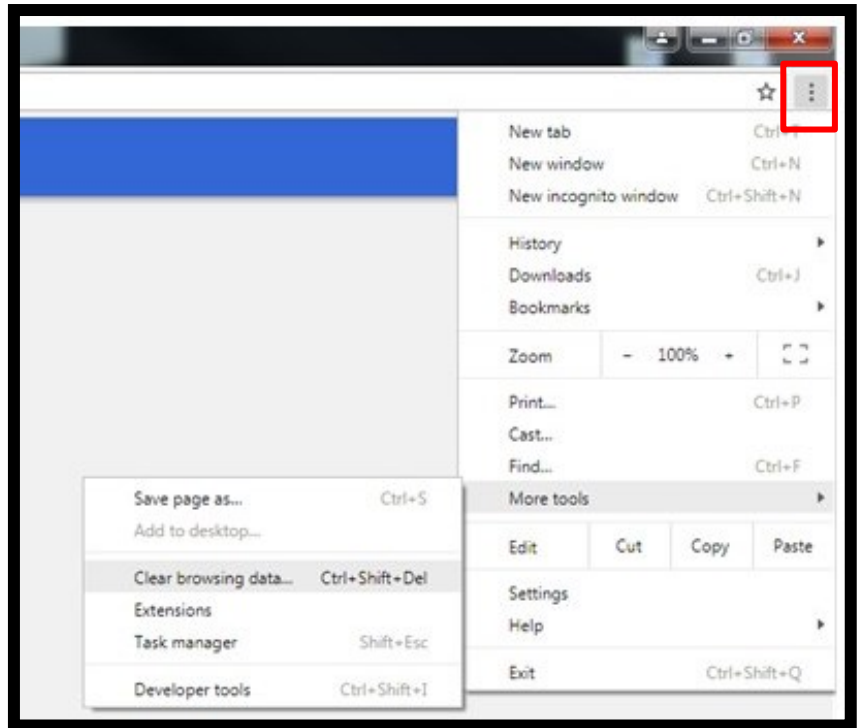 New tab Ctrl+T
New window Ctrl+N
New incognito window Ctrl+Shift+N
History
Downloads Ctrl+J
Bookmarks
Zoom - 100% +
Print... Ctrl+P
Cast...
Find... Ctrl+F
More tools
Edit Cut Copy Paste
Settings
Help
Exit Ctrl+Shift+Q
Save page as... Ctrl+S
Add to desktop...
Clear browsing data... Ctrl+Shift+Del
Extensions
Task manager Shift+Esc
Developer tools Ctrl+Shift+I